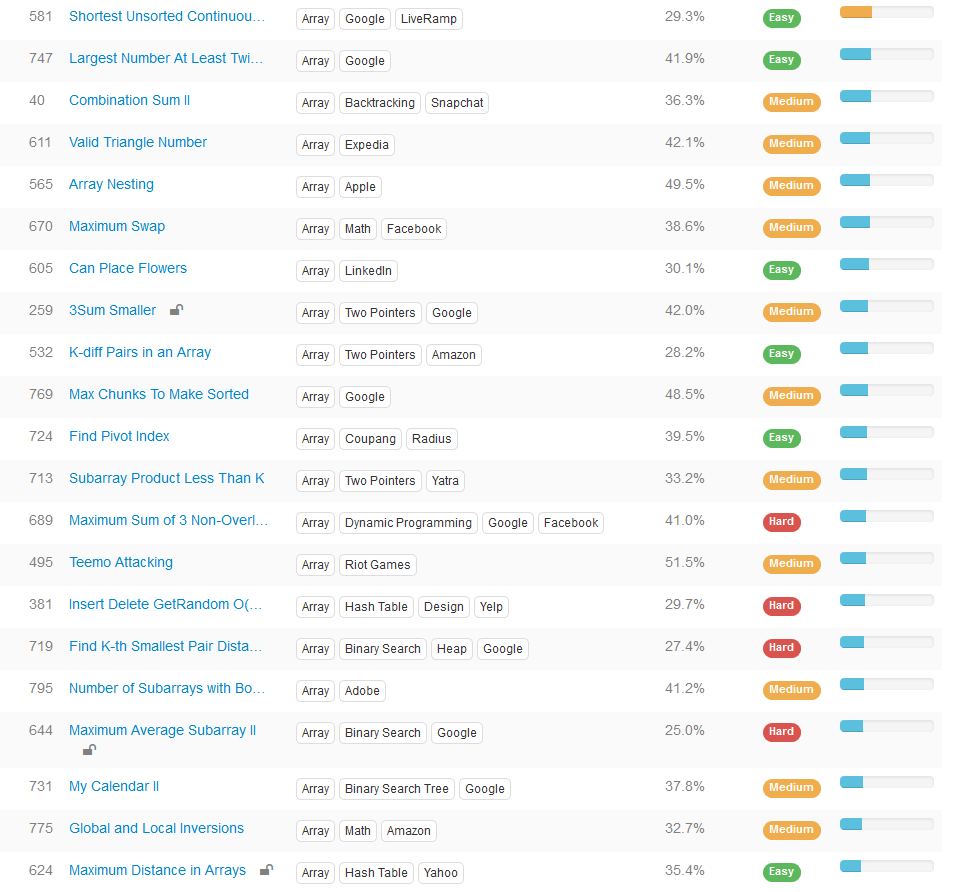 581 Shortest Unsorted Continuou... Array Google LiveRamp 29.3% Easy
747 Largest Number At Least Twi... Array Google 41.9% Easy
40 Combination Sum II Array Backtracking Snapchat 36.3% Medium
611 Valid Triangle Number Array Expedia 42.1% Medium
565 Array Nesting Array Apple 49.5% Medium
670 Maximum Swap Array Math Facebook 38.6% Medium
605 Can Place Flowers Array LinkedIn 30.1% Easy
259 3Sum Smaller Array Two Pointers Google 42.0% Medium
532 K-diff Pairs in an Array Array Two Pointers Amazon 28.2% Easy
769 Max Chunks To Make Sorted Array Google 48.5% Medium
724 Find Pivot Index Array Coupang Radius 39.5% Easy
713 Subarray Product Less Than K Array Two Pointers Yatra 33.2% Medium
689 Maximum Sum of 3 Non-Overl... Array Dynamic Programming Google Facebook 41.0% Hard
495 Teemo Attacking Array Riot Games 51.5% Medium
381 Insert Delete GetRandom O(... Array Hash Table Design Yelp 29.7% Hard
719 Find K-th Smallest Pair Dista... Array Binary Search Heap Google 27.4% Hard
795 Number of Subarrays with Bo... Array Adobe 41.2% Medium
644 Maximum Average Subarray II Array Binary Search Google 25.0% Hard
731 My Calendar II Array Binary Search Tree Google 37.8% Medium
775 Global and Local Inversions Array Math Amazon 32.7% Medium
624 Maximum Distance in Arrays Array Hash Table Yahoo 35.4% Easy